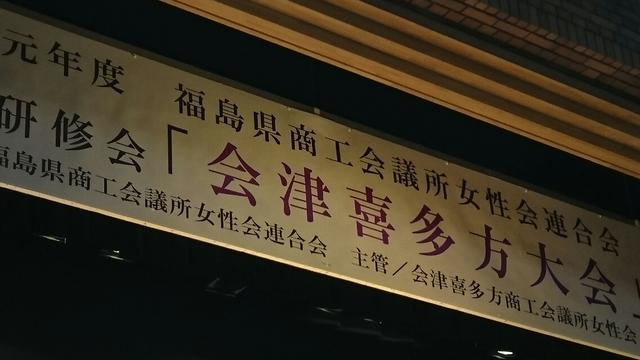 元年度 福島県商工会議所女性会連合会
研修会「会津喜多方大会」
福島県商工会議所女性会連合会 主管/会津喜多方商工会議所女性会